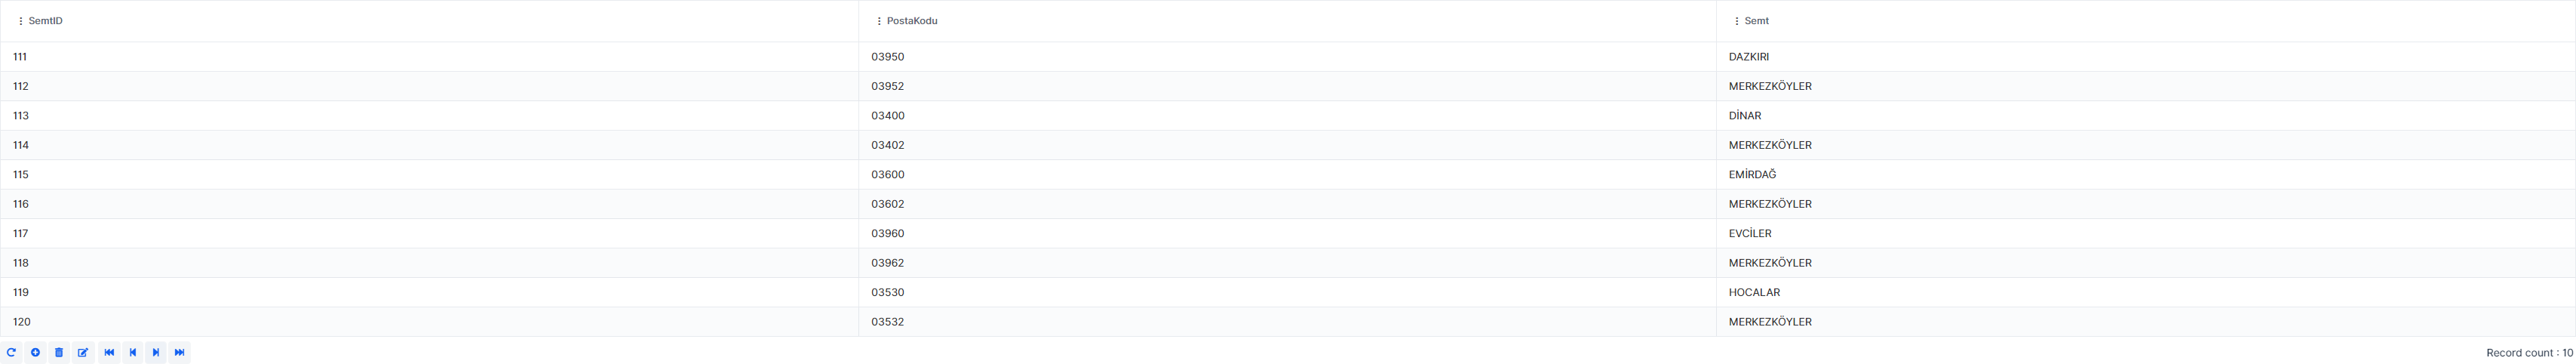 SemtID PostaKodu Semt
111 03950 DAZKIRI
112 03952 MERKEZKÖYLER
113 03400 DİNAR
114 03402 MERKEZKÖYLER
115 03600 EMİRDAĞ
116 03602 MERKEZKÖYLER
117 03960 EVCİLER
118 03962 MERKEZKÖYLER
119 03530 HOCALAR
120 03532 MERKEZKÖYLER
Record count : 10